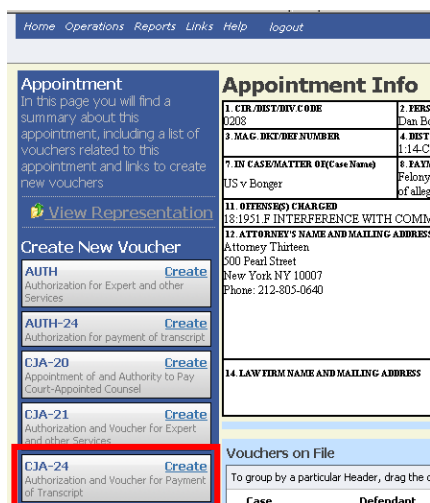 Home Operations Reports Links Help logout
Appointment
In this page you will find a
summary about this
appointment, including a list of
vouchers related to this
appointment and links to create
new vouchers
View Representation
Create New Voucher
AUTH Create
Authorization for Expert and other
Services
AUTH-24 Create
Authorization for payment of transcript
CJA-20 Create
Appointment of and Authority to Pay
Court-Appointed Counsel
CJA-21 Create
Authorization and Voucher for Expert
and other Services
CJA-24 Create
Authorization and Voucher for Payment
of Transcript
Appointment Info
1. CIR./DIST/DIV.CODE 2. PERS
0208 Dan Bo
3. MAG. DKT/DEF.NUMBER 4. DIST
1:14-C
7. IN CASE/MATTER OF(Case Name) 8. PAYM
US v Bonger Felony
of alleg
11. OFFENSE(S) CHARGED
18:1951.F INTERFERENCE WITH COMM
12. ATTORNEY'S NAME AND MAILING ADDRESS
Attorney Thirteen
500 Pearl Street
New York NY 10007
Phone: 212-805-0640
14. LAW FIRM NAME AND MAILING ADDRESS
Vouchers on File
To group by a particular Header, drag the c
Case Defendant